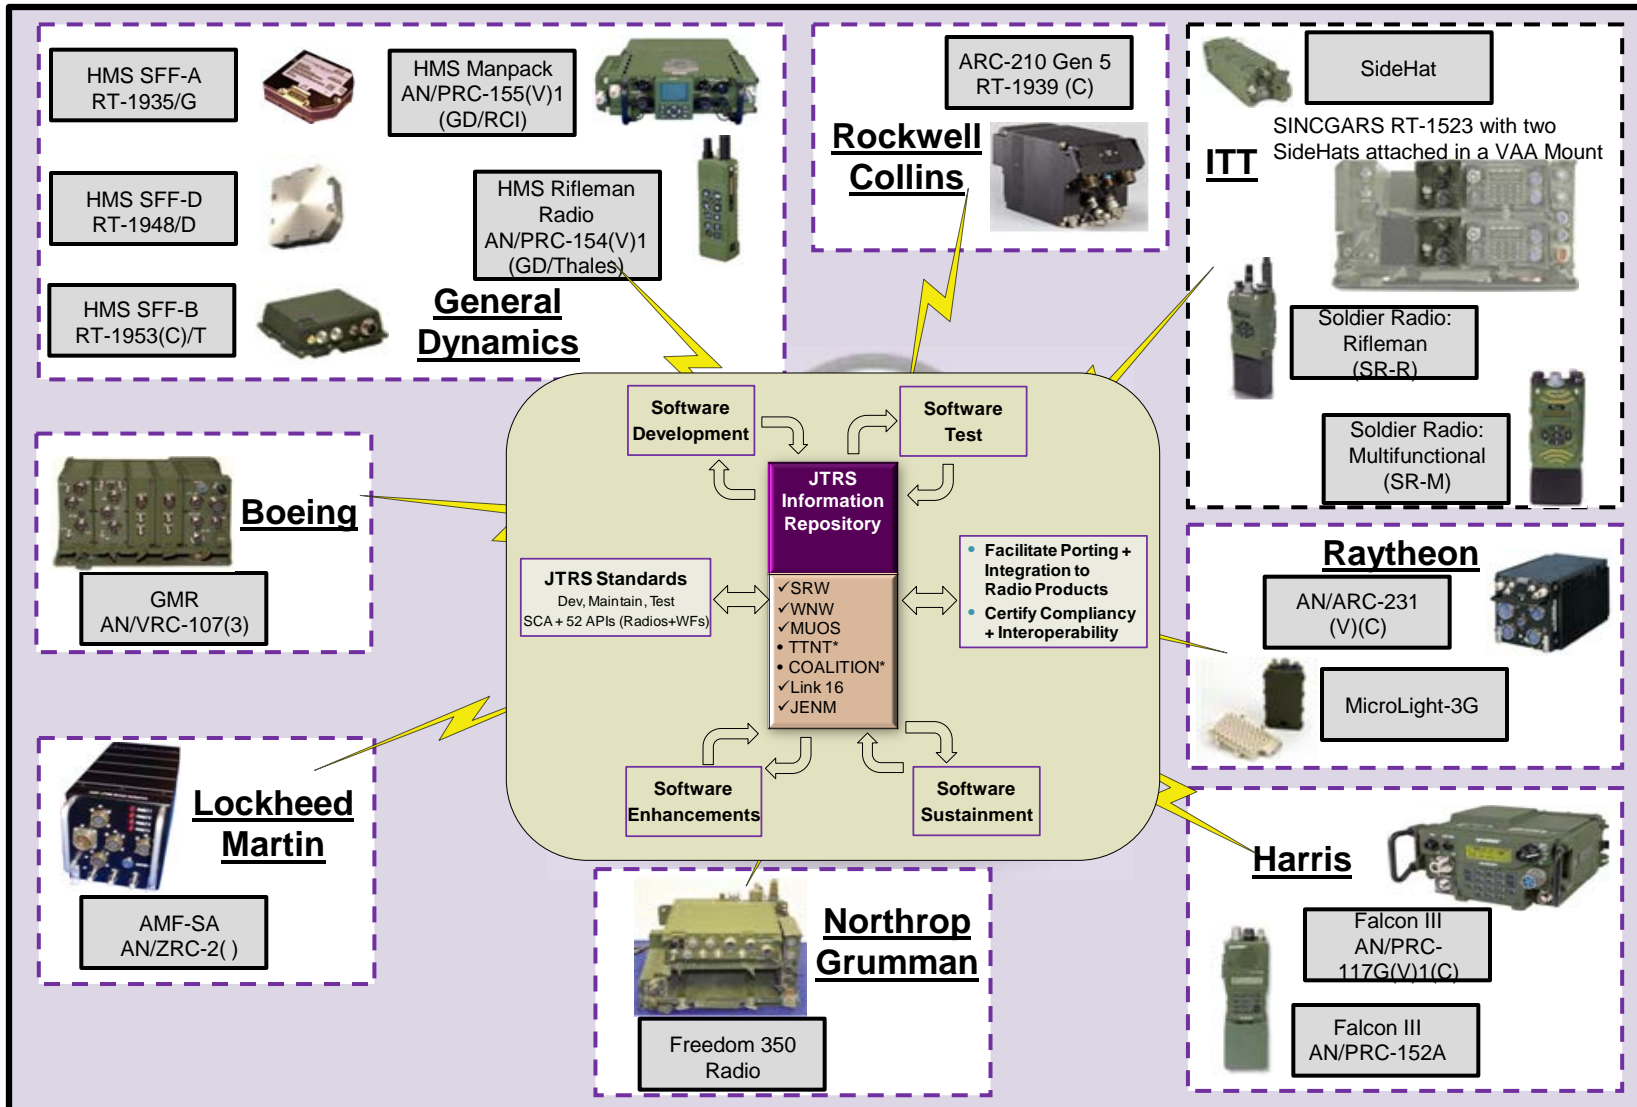 HMS SFF-A
RT-1935/G
HMS Manpack
AN/PRC-155(V)1
(GD/RCI)
HMS SFF-D
RT-1948/D
HMS Rifleman
Radio
AN/PRC-154(V)1
(GD/Thales)
HMS SFF-B
RT-1953(C)/T
General
Dynamics
ARC-210 Gen 5
RT-1939 (C)
Rockwell
Collins
SideHat
SINCGARS RT-1523 with two
SideHats attached in a VAA Mount
ITT
Soldier Radio:
Rifleman
(SR-R)
Soldier Radio:
Multifunctional
(SR-M)
Boeing
GMR
AN/VRC-107(3)
Software
Development
Software
Test
JTRS
Information
Repository
JTRS Standards
Dev, Maintain, Test
SCA + 52 APIs (Radios+WFs)
✓SRW
✓WNW
✓MUOS
• TTNT*
• COALITION*
✓Link 16
✓JENM
• Facilitate Porting +
Integration to
Radio Products
• Certify Compliancy
+ Interoperability
Software
Enhancements
Software
Sustainment
Raytheon
AN/ARC-231
(V)(C)
MicroLight-3G
Lockheed
Martin
AMF-SA
AN/ZRC-2( )
Northrop
Grumman
Freedom 350
Radio
Harris
Falcon III
AN/PRC-
117G(V)1(C)
Falcon III
AN/PRC-152A